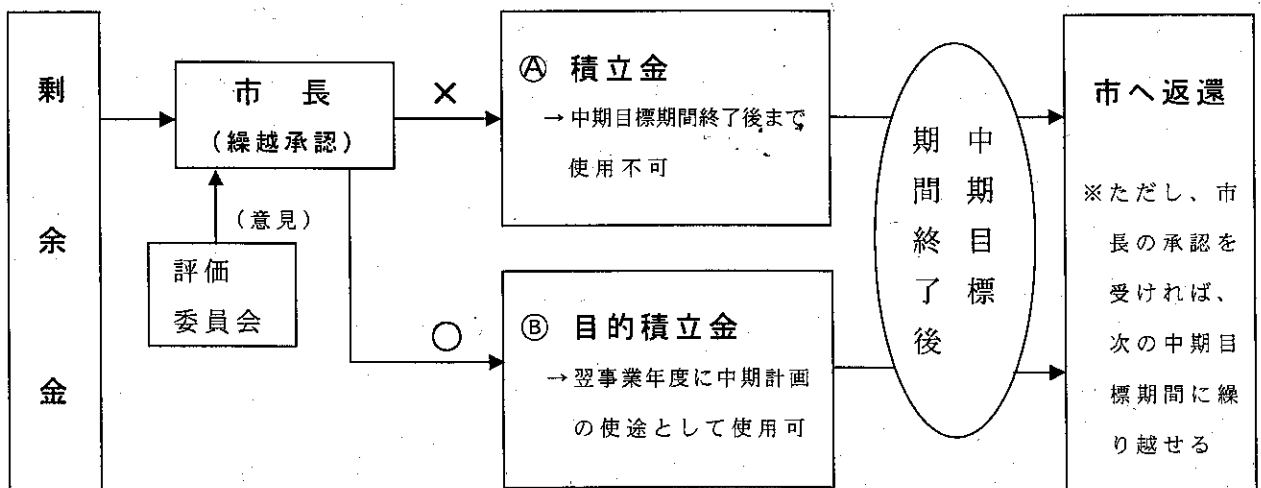 剰余金
市長
(繰越承認)
(意見)
評価
委員会
×
○
Ⓐ 積立金
→中期目標期間終了後まで
使用不可
Ⓑ 目的積立金
→翌事業年度に中期計画
の使途として使用可
中期目標
期間終了後
市へ返還
※ただし、市
長の承認を
受ければ、
次の中期目
標期間に繰
り越せる